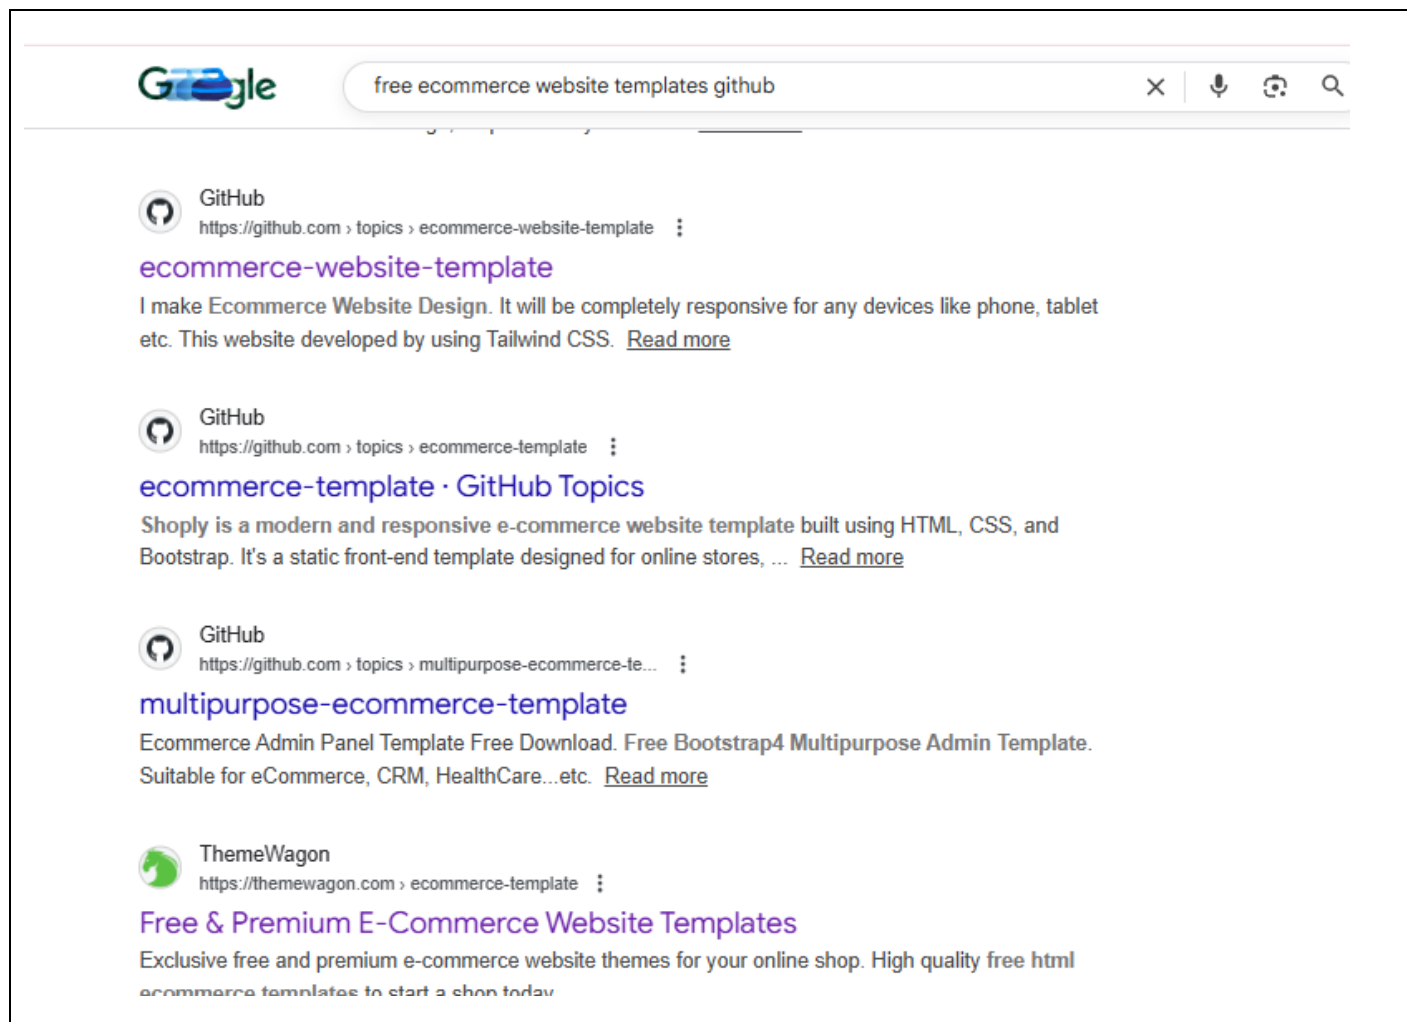 Google
free ecommerce website templates github
GitHub
https://github.com › topics › ecommerce-website-template
ecommerce-website-template
I make Ecommerce Website Design. It will be completely responsive for any devices like phone, tablet
etc. This website developed by using Tailwind CSS. Read more
GitHub
https://github.com › topics › ecommerce-template
ecommerce-template · GitHub Topics
Shoply is a modern and responsive e-commerce website template built using HTML, CSS, and
Bootstrap. It's a static front-end template designed for online stores, ... Read more
GitHub
https://github.com › topics › multipurpose-ecommerce-te...
multipurpose-ecommerce-template
Ecommerce Admin Panel Template Free Download. Free Bootstrap4 Multipurpose Admin Template.
Suitable for eCommerce, CRM, HealthCare...etc. Read more
ThemeWagon
https://themewagon.com › ecommerce-template
Free & Premium E-Commerce Website Templates
Exclusive free and premium e-commerce website themes for your online shop. High quality free html
ecommerce templates to start a shop today